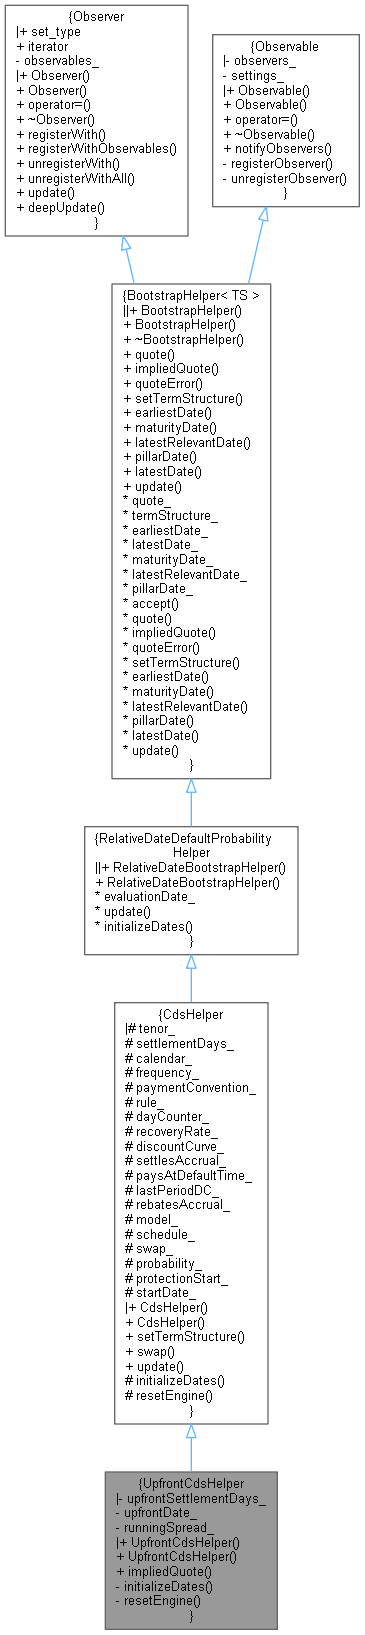 {Observer
|+ set_type
+ iterator
- observables_
|+ Observer()
+ Observer()
+ operator=()
+ ~Observer()
+ registerWith()
+ registerWithObservables()
+ unregisterWith()
+ unregisterWithAll()
+ update()
+ deepUpdate()
}
{Observable
|- observers_
- settings_
|+ Observable()
+ Observable()
+ operator=()
+ ~Observable()
+ notifyObservers()
- registerObserver()
- unregisterObserver()
}
{BootstrapHelper< TS >
||+ BootstrapHelper()
+ BootstrapHelper()
+ ~BootstrapHelper()
+ quote()
+ impliedQuote()
+ quoteError()
+ setTermStructure()
+ earliestDate()
+ maturityDate()
+ latestRelevantDate()
+ pillarDate()
+ latestDate()
+ update()
* quote_
* termStructure_
* earliestDate_
* latestDate_
* maturityDate_
* latestRelevantDate_
* pillarDate_
* accept()
* quote()
* impliedQuote()
* quoteError()
* setTermStructure()
* earliestDate()
* maturityDate()
* latestRelevantDate()
* pillarDate()
* latestDate()
* update()
}
{RelativeDateDefaultProbability
Helper
||+ RelativeDateBootstrapHelper()
+ RelativeDateBootstrapHelper()
* evaluationDate_
* update()
* initializeDates()
}
{CdsHelper
|# tenor_
# settlementDays_
# calendar_
# frequency_
# paymentConvention_
# rule_
# dayCounter_
# recoveryRate_
# discountCurve_
# settlesAccrual_
# paysAtDefaultTime_
# lastPeriodDC_
# rebatesAccrual_
# model_
# schedule_
# swap_
# probability_
# protectionStart_
# startDate_
|+ CdsHelper()
+ CdsHelper()
+ setTermStructure()
+ swap()
+ update()
# initializeDates()
# resetEngine()
}
{UpfrontCdsHelper
|- upfrontSettlementDays_
- upfrontDate_
- runningSpread_
|+ UpfrontCdsHelper()
+ UpfrontCdsHelper()
+ impliedQuote()
- initializeDates()
- resetEngine()
}